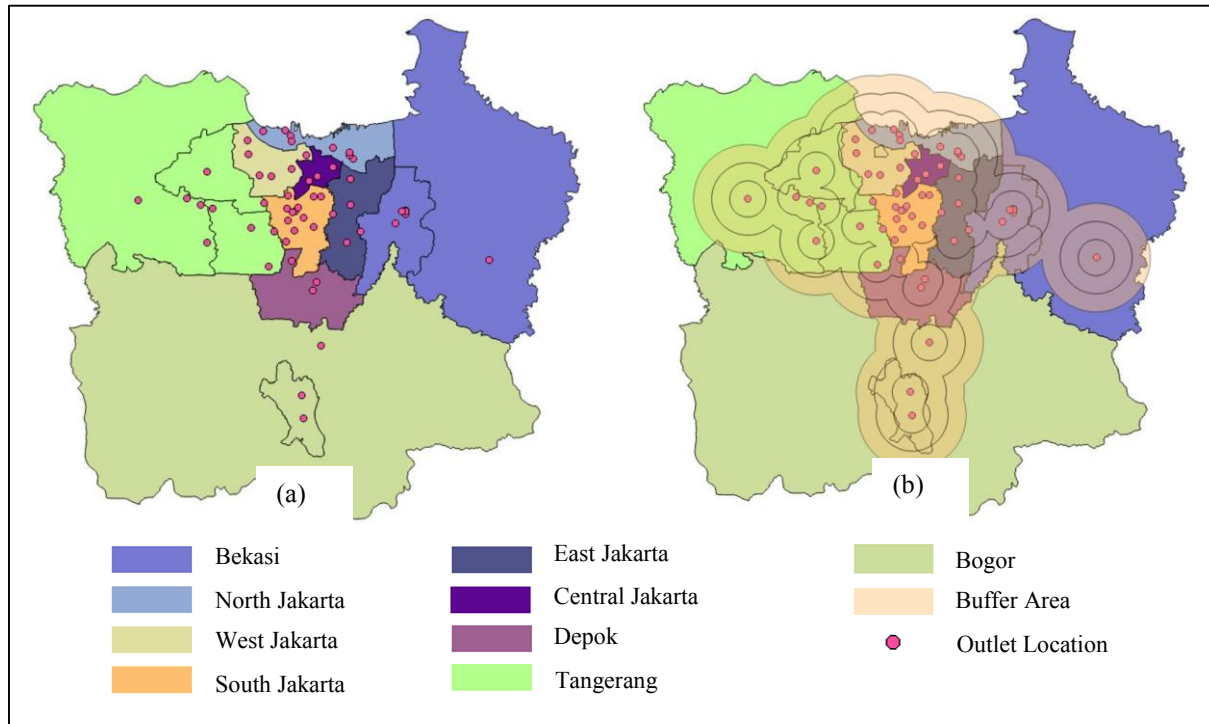 (a)
(b)
Bekasi
North Jakarta
West Jakarta
South Jakarta
East Jakarta
Central Jakarta
Depok
Tangerang
Bogor
Buffer Area
Outlet Location